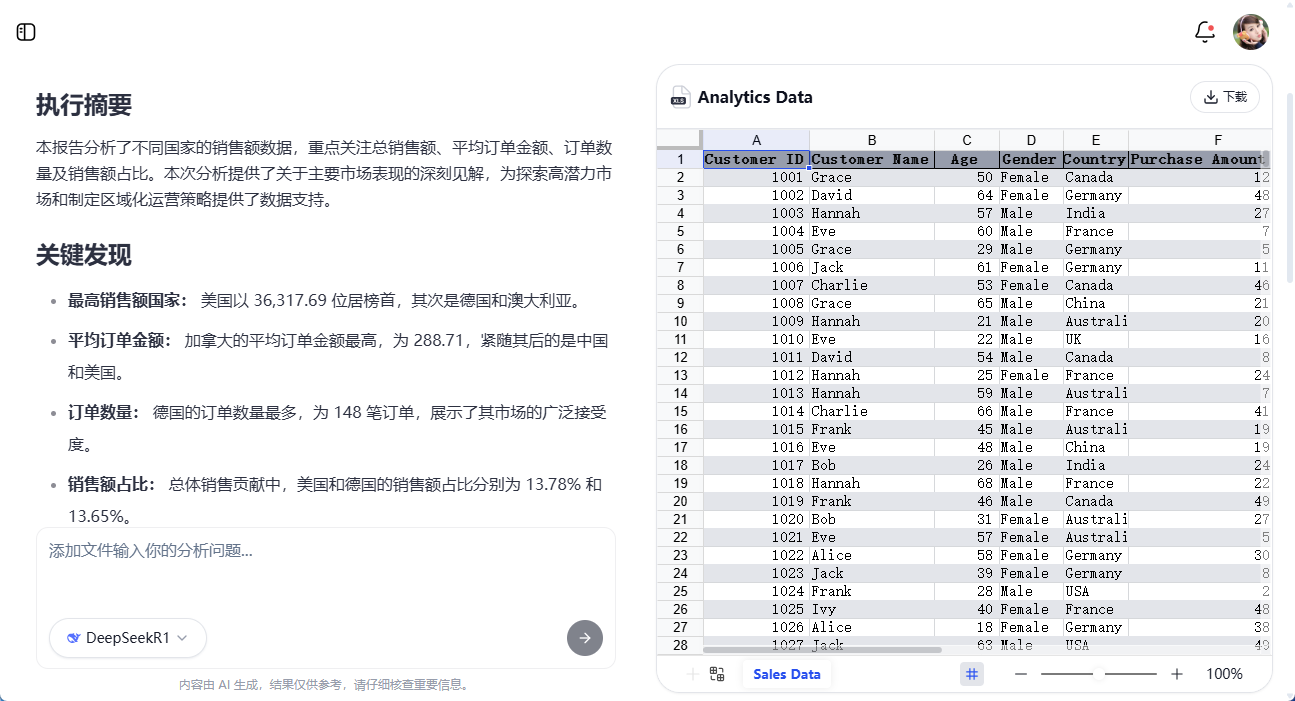 执行摘要
本报告分析了不同国家的销售额数据，重点关注总销售额、平均订单金额、订单数
量及销售额占比。本次分析提供了关于主要市场表现的深刻见解，为探索高潜力市
场和制定区域化运营策略提供了数据支持。
关键发现
最高销售额国家： 美国以 36,317.69 位居榜首，其次是德国和澳大利亚。
平均订单金额： 加拿大的平均订单金额最高，为 288.71，紧随其后的是中国
和美国。
订单数量： 德国的订单数量最多，为 148 笔订单，展示了其市场的广泛接受
度。
销售额占比： 总体销售贡献中，美国和德国的销售额占比分别为 13.78% 和
13.65%。
添加文件输入你的分析问题...
DeepSeekR1
内容由 AI 生成，结果仅供参考，请仔细核查重要信息。
XLS Analytics Data 下载
A B C D E F
1 Customer ID Customer Name Age Gender Country Purchase Amount
2 1001 Grace 50 Female Canada 12
3 1002 David 64 Female Germany 48
4 1003 Hannah 57 Male India 27
5 1004 Eve 60 Male France 7
6 1005 Grace 29 Male Germany 5
7 1006 Jack 61 Female Germany 11
8 1007 Charlie 53 Female Canada 46
9 1008 Grace 65 Male China 21
10 1009 Hannah 21 Male Australi 20
11 1010 Eve 22 Male UK 16
12 1011 David 54 Male Canada 8
13 1012 Hannah 25 Female France 24
14 1013 Hannah 59 Male Australi 7
15 1014 Charlie 66 Male France 41
16 1015 Frank 45 Male Australi 19
17 1016 Eve 48 Male China 19
18 1017 Bob 26 Male India 24
19 1018 Hannah 68 Male France 22
20 1019 Frank 46 Male Canada 49
21 1020 Bob 31 Female Australi 27
22 1021 Eve 57 Female Australi 5
23 1022 Alice 58 Female Germany 30
24 1023 Jack 39 Female Germany 8
25 1024 Frank 28 Male USA 2
26 1025 Ivy 40 Female France 48
27 1026 Alice 18 Female Germany 38
28 1027 Jack 63 Male USA 49
Sales Data 100%